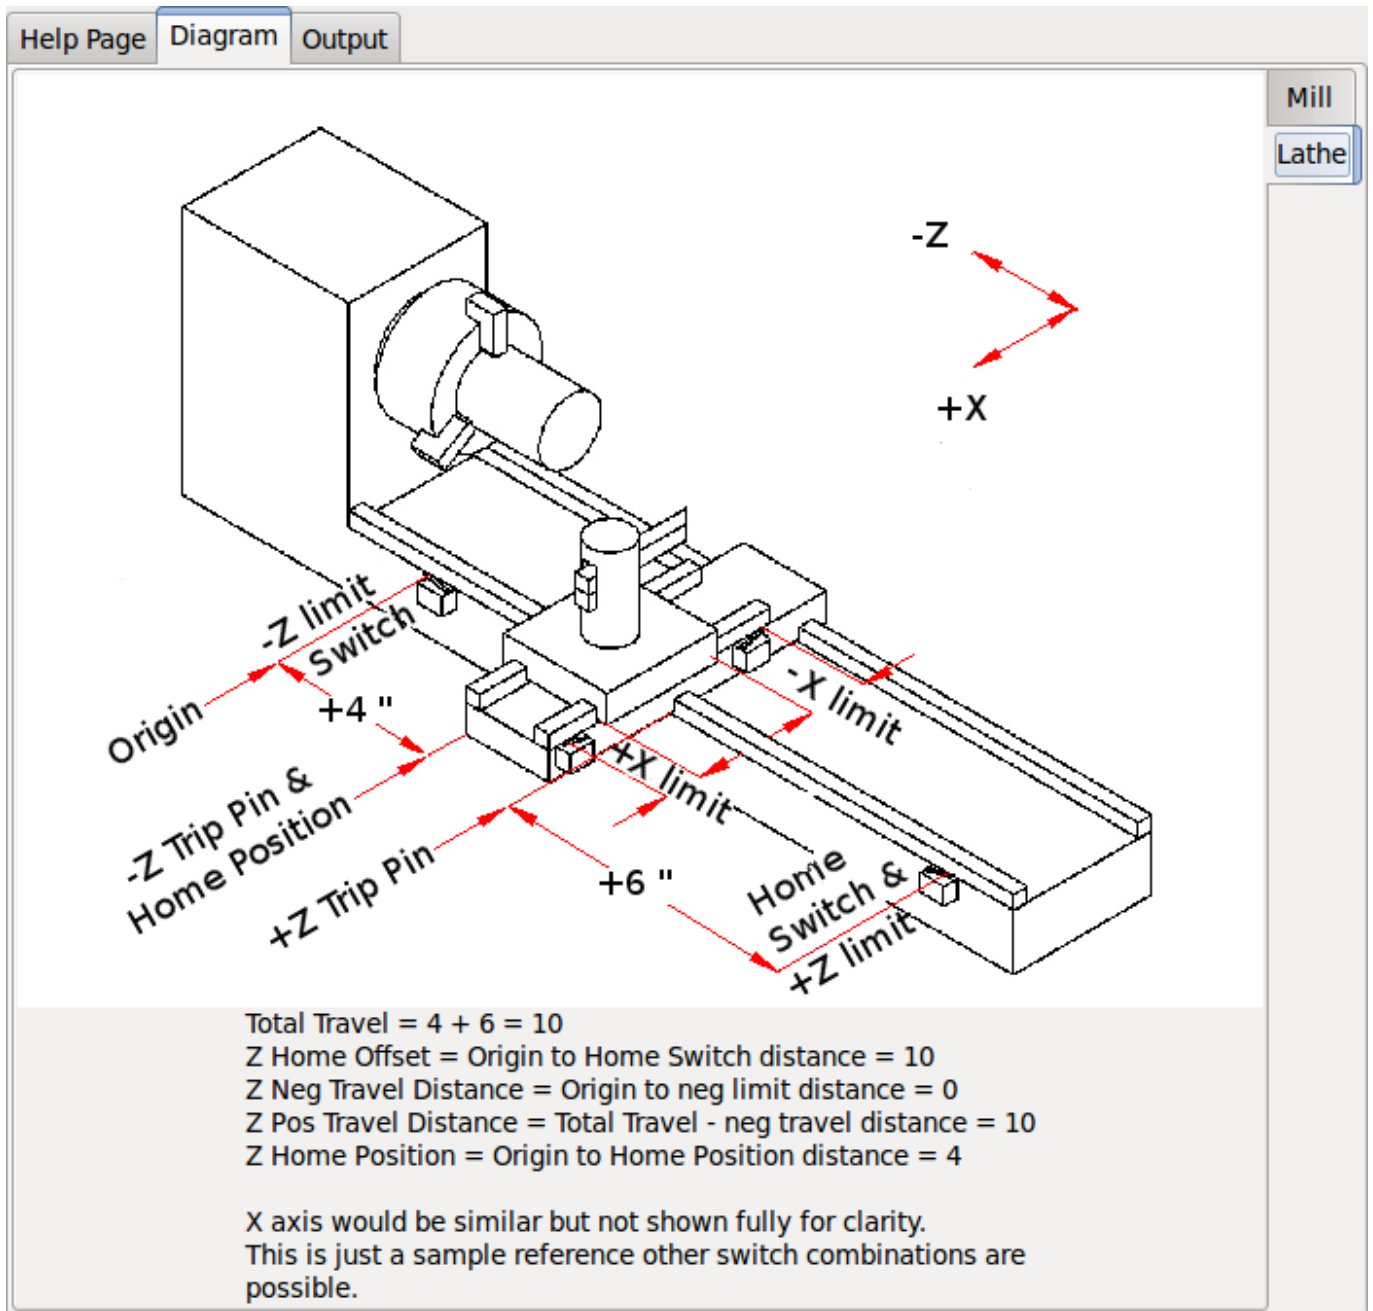 Help Page
Diagram
Output
Mill
Lathe
-Z
+X
-Z limit
Switch
Origin
+4 "
-X limit
+X limit
-Z Trip Pin &
Home Position
+Z Trip Pin
+6 "
Home
Switch &
+Z limit
Total Travel = 4 + 6 = 10
Z Home Offset = Origin to Home Switch distance = 10
Z Neg Travel Distance = Origin to neg limit distance = 0
Z Pos Travel Distance = Total Travel - neg travel distance = 10
Z Home Position = Origin to Home Position distance = 4
X axis would be similar but not shown fully for clarity.
This is just a sample reference other switch combinations are
possible.